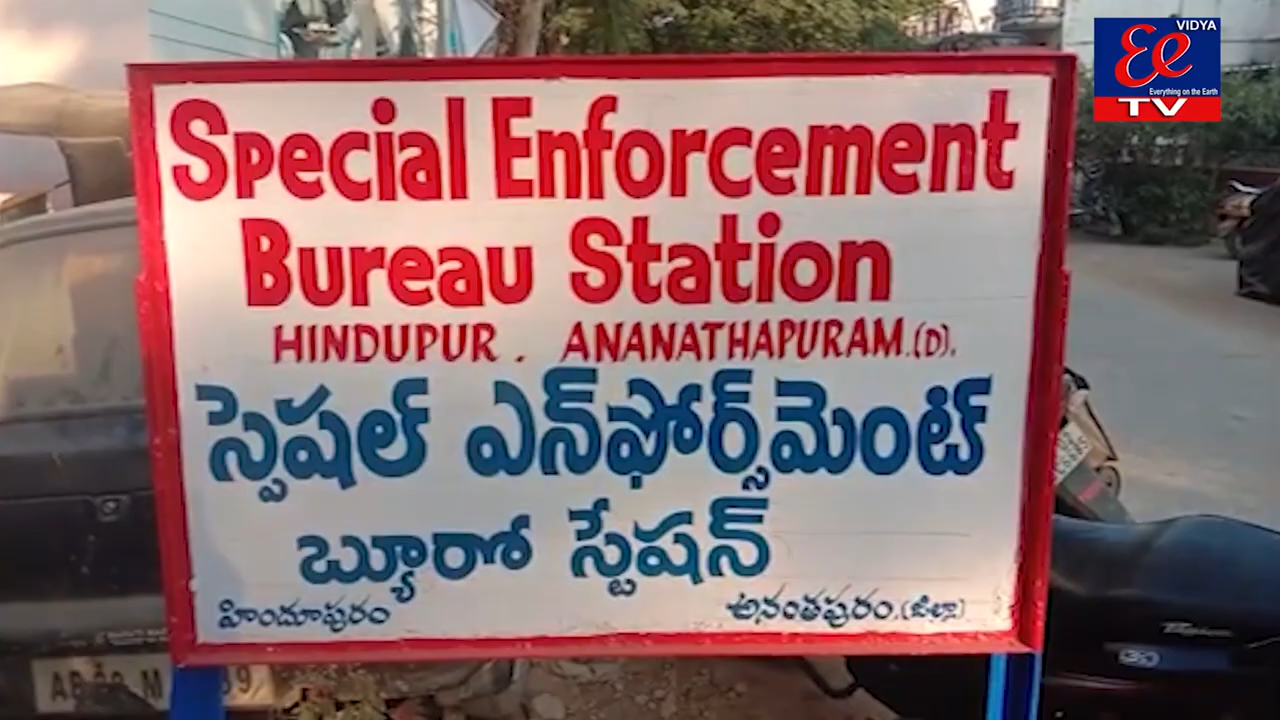 VIDYA
Ee
Everything on the Earth
TV
Special Enforcement
Bureau Station
HINDUPUR. ANANATHAPURAM.(D).
స్పెషల్ ఎన్‌ఫోర్స్‌మెంట్
బ్యూరో స్టేషన్
హిందూపురం అనంతపురం.(జిల్లా)